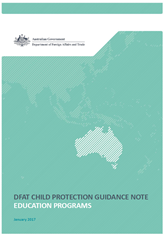 Australian Government
Department of Foreign Affairs and Trade
DFAT CHILD PROTECTION GUIDANCE NOTE
EDUCATION PROGRAMS
January 2017